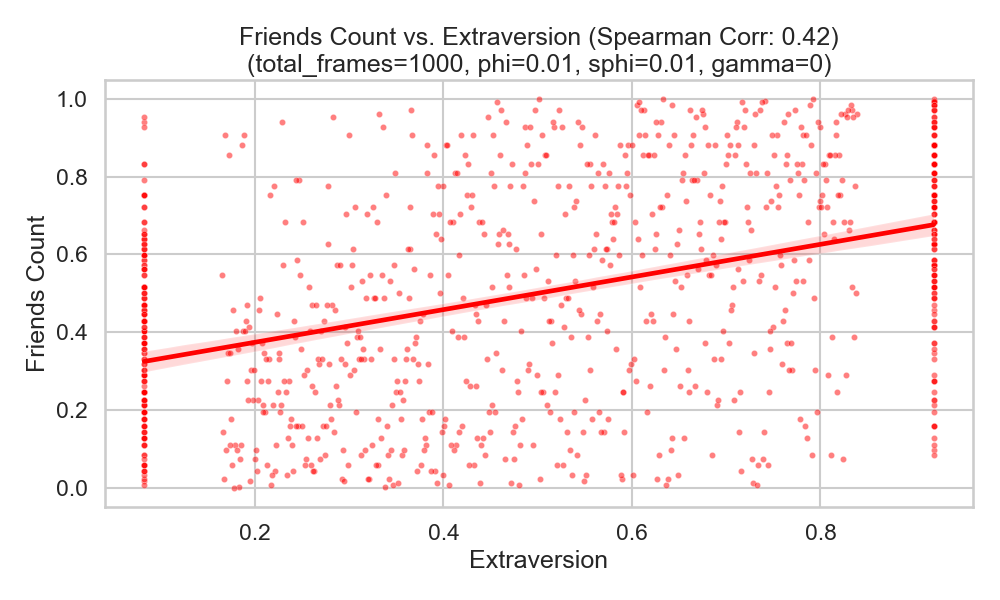 Friends Count vs. Extraversion (Spearman Corr: 0.42)
(total_frames=1000, phi=0.01, sphi=0.01, gamma=0)
1.0
0.8
0.6
0.4
0.2
0.0
Friends Count
0.2 0.4 0.6 0.8
Extraversion